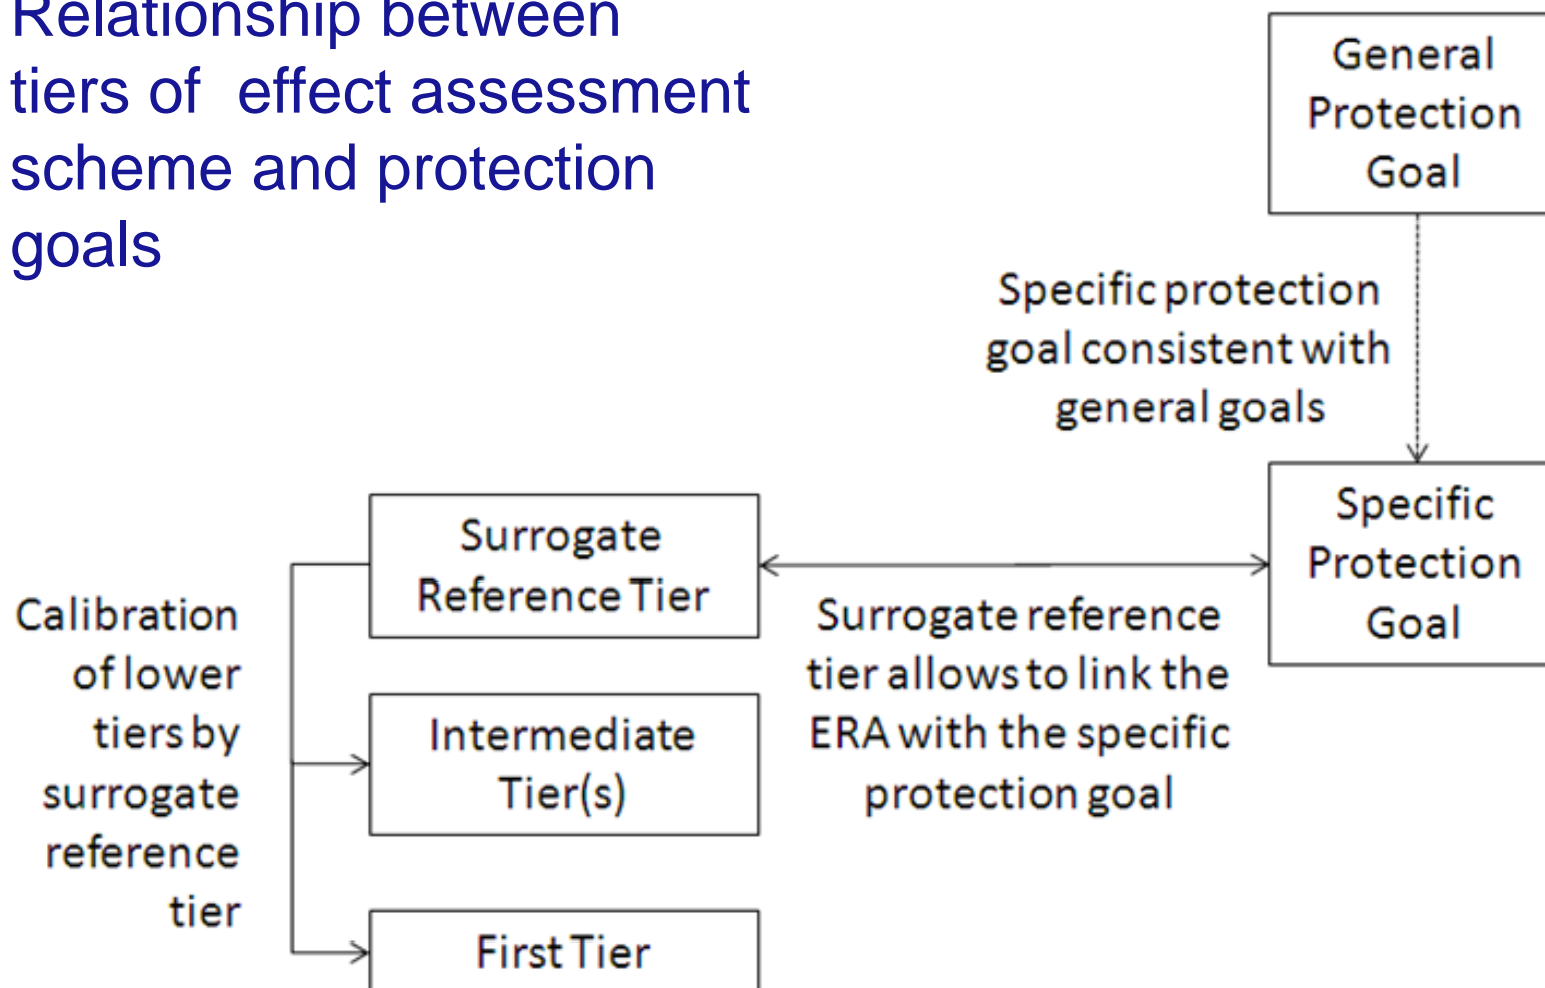 Relationship between
tiers of effect assessment
scheme and protection
goals
General
Protection
Goal
Specific protection
goal consistent with
general goals
Specific
Protection
Goal
Surrogate
Reference Tier
Surrogate reference
tier allows to link the
ERA with the specific
protection goal
Calibration
of lower
tiers by
surrogate
reference
tier
Intermediate
Tier(s)
First Tier